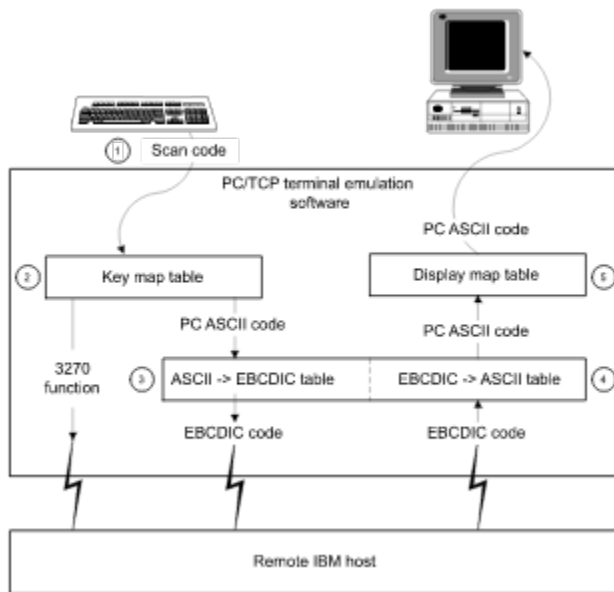 1 Scan code
PC/TCP terminal emulation
software
PC ASCII code
2 Key map table
Display map table 5
PC ASCII code
PC ASCII code
3270
function
3 ASCII -> EBCDIC table
EBCDIC -> ASCII table 4
EBCDIC code
EBCDIC code
Remote IBM host